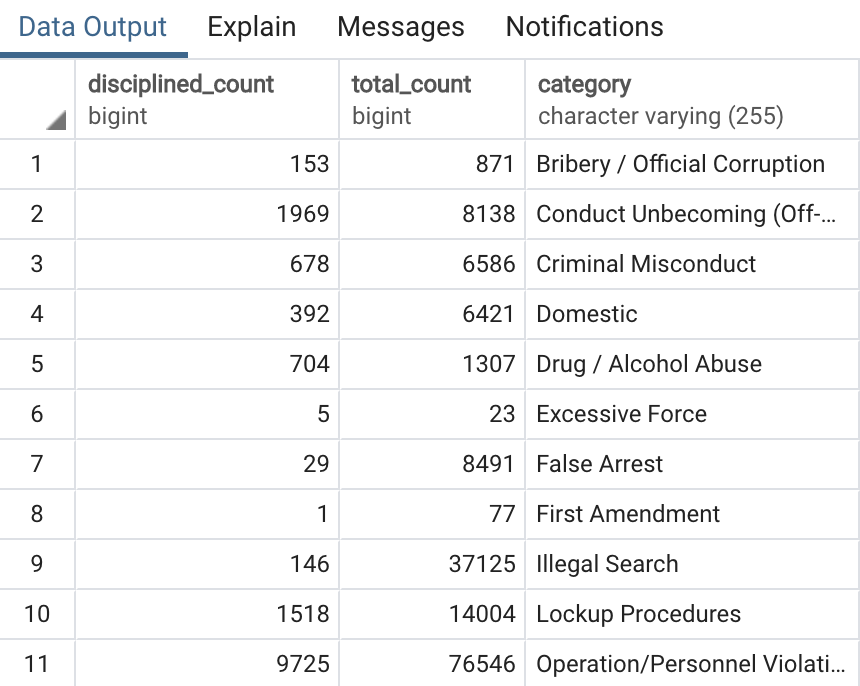 Data Output Explain Messages Notifications
disciplined_count total_count category
bigint bigint character varying (255)
1 153 871 Bribery / Official Corruption
2 1969 8138 Conduct Unbecoming (Off-...
3 678 6586 Criminal Misconduct
4 392 6421 Domestic
5 704 1307 Drug / Alcohol Abuse
6 5 23 Excessive Force
7 29 8491 False Arrest
8 1 77 First Amendment
9 146 37125 Illegal Search
10 1518 14004 Lockup Procedures
11 9725 76546 Operation/Personnel Violati...